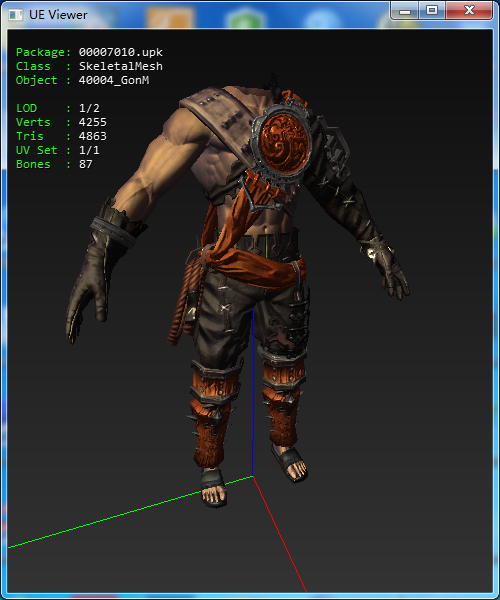 UE Viewer
Package: 00007010.upk
Class : SkeletalMesh
Object : 40004_GonM
LOD : 1/2
Verts : 4255
Tris : 4863
UV Set : 1/1
Bones : 87